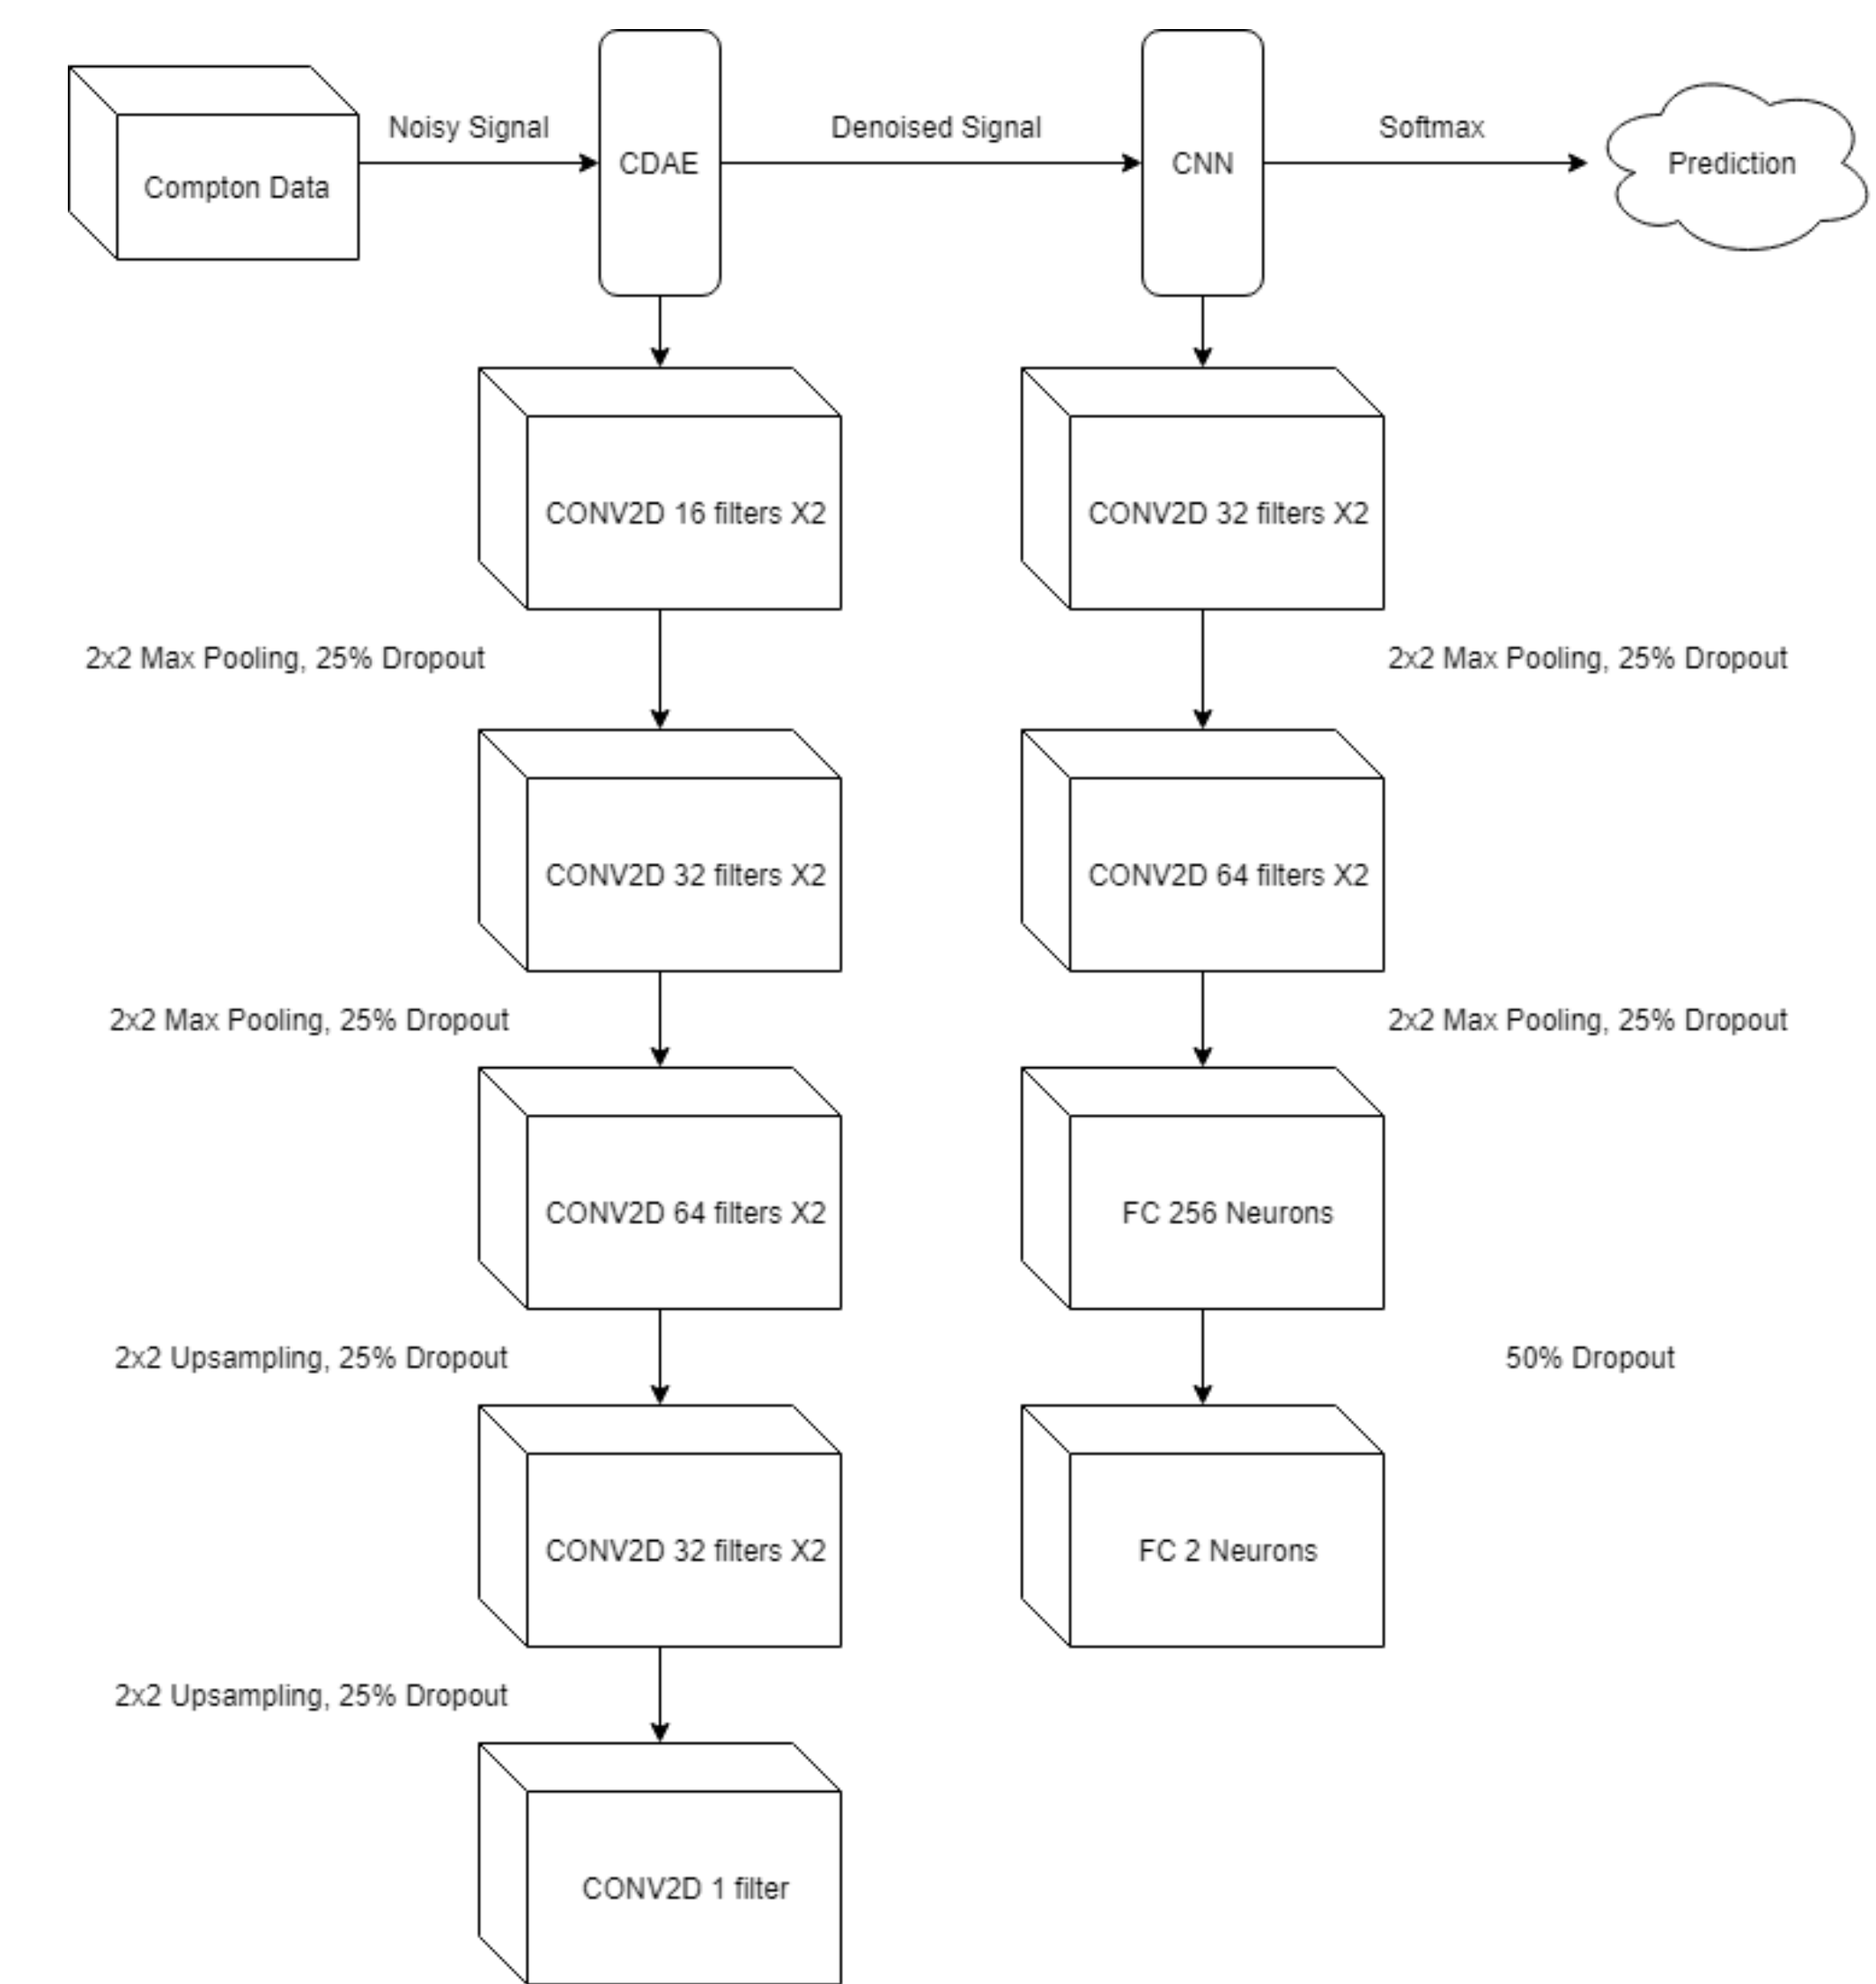 Noisy Signal
Denoised Signal
Softmax
Compton Data
CDAE
CNN
Prediction
CONV2D 16 filters X2
CONV2D 32 filters X2
2x2 Max Pooling, 25% Dropout
2x2 Max Pooling, 25% Dropout
CONV2D 32 filters X2
CONV2D 64 filters X2
2x2 Max Pooling, 25% Dropout
2x2 Max Pooling, 25% Dropout
CONV2D 64 filters X2
FC 256 Neurons
2x2 Upsampling, 25% Dropout
50% Dropout
CONV2D 32 filters X2
FC 2 Neurons
2x2 Upsampling, 25% Dropout
CONV2D 1 filter